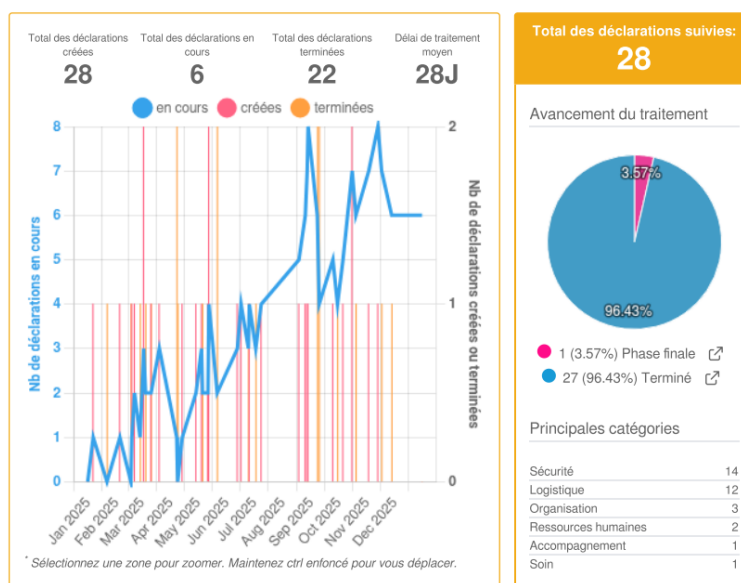 Total des déclarations créées
28
Total des déclarations en cours
6
Total des déclarations terminées
22
Délai de traitement moyen
28J
en cours
créées
terminées
8
7
6
5
4
3
2
1
0
Nb de déclarations en cours
2
1
0
Nb de déclarations créées ou terminées
Jan 2025
Feb 2025
Mar 2025
Apr 2025
May 2025
Jun 2025
Jul 2025
Aug 2025
Sep 2025
Oct 2025
Nov 2025
Dec 2025
* Sélectionnez une zone pour zoomer. Maintenez ctrl enfoncé pour vous déplacer.
Total des déclarations suivies:
28
Avancement du traitement
3.57%
96.43%
1 (3.57%) Phase finale
27 (96.43%) Terminé
Principales catégories
Sécurité 14
Logistique 12
Organisation 3
Ressources humaines 2
Accompagnement 1
Soin 1